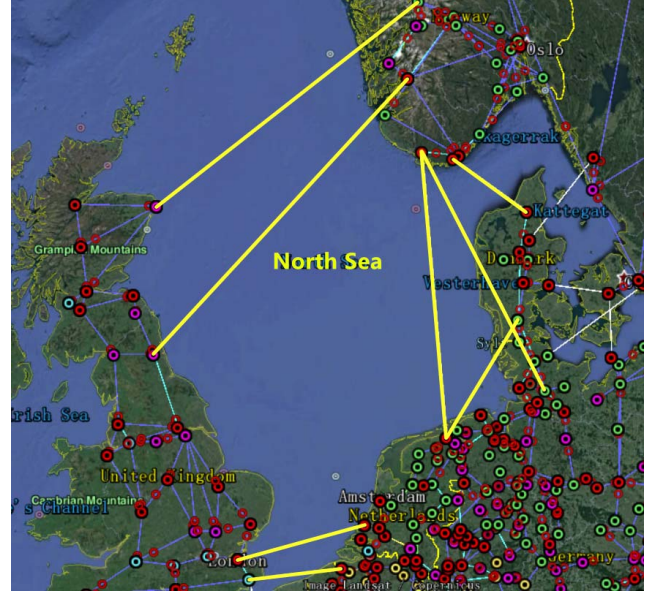 Norway
Oslo
Skagerrak
Kattegat
Grampian Mountains
North Sea
Denmark
Vesterhave
Irish Sea
United Kingdom
Cambrian Mountains
's Channel
Amsterdam
Netherlands
London
Germany
Image Landsat
Copernicus